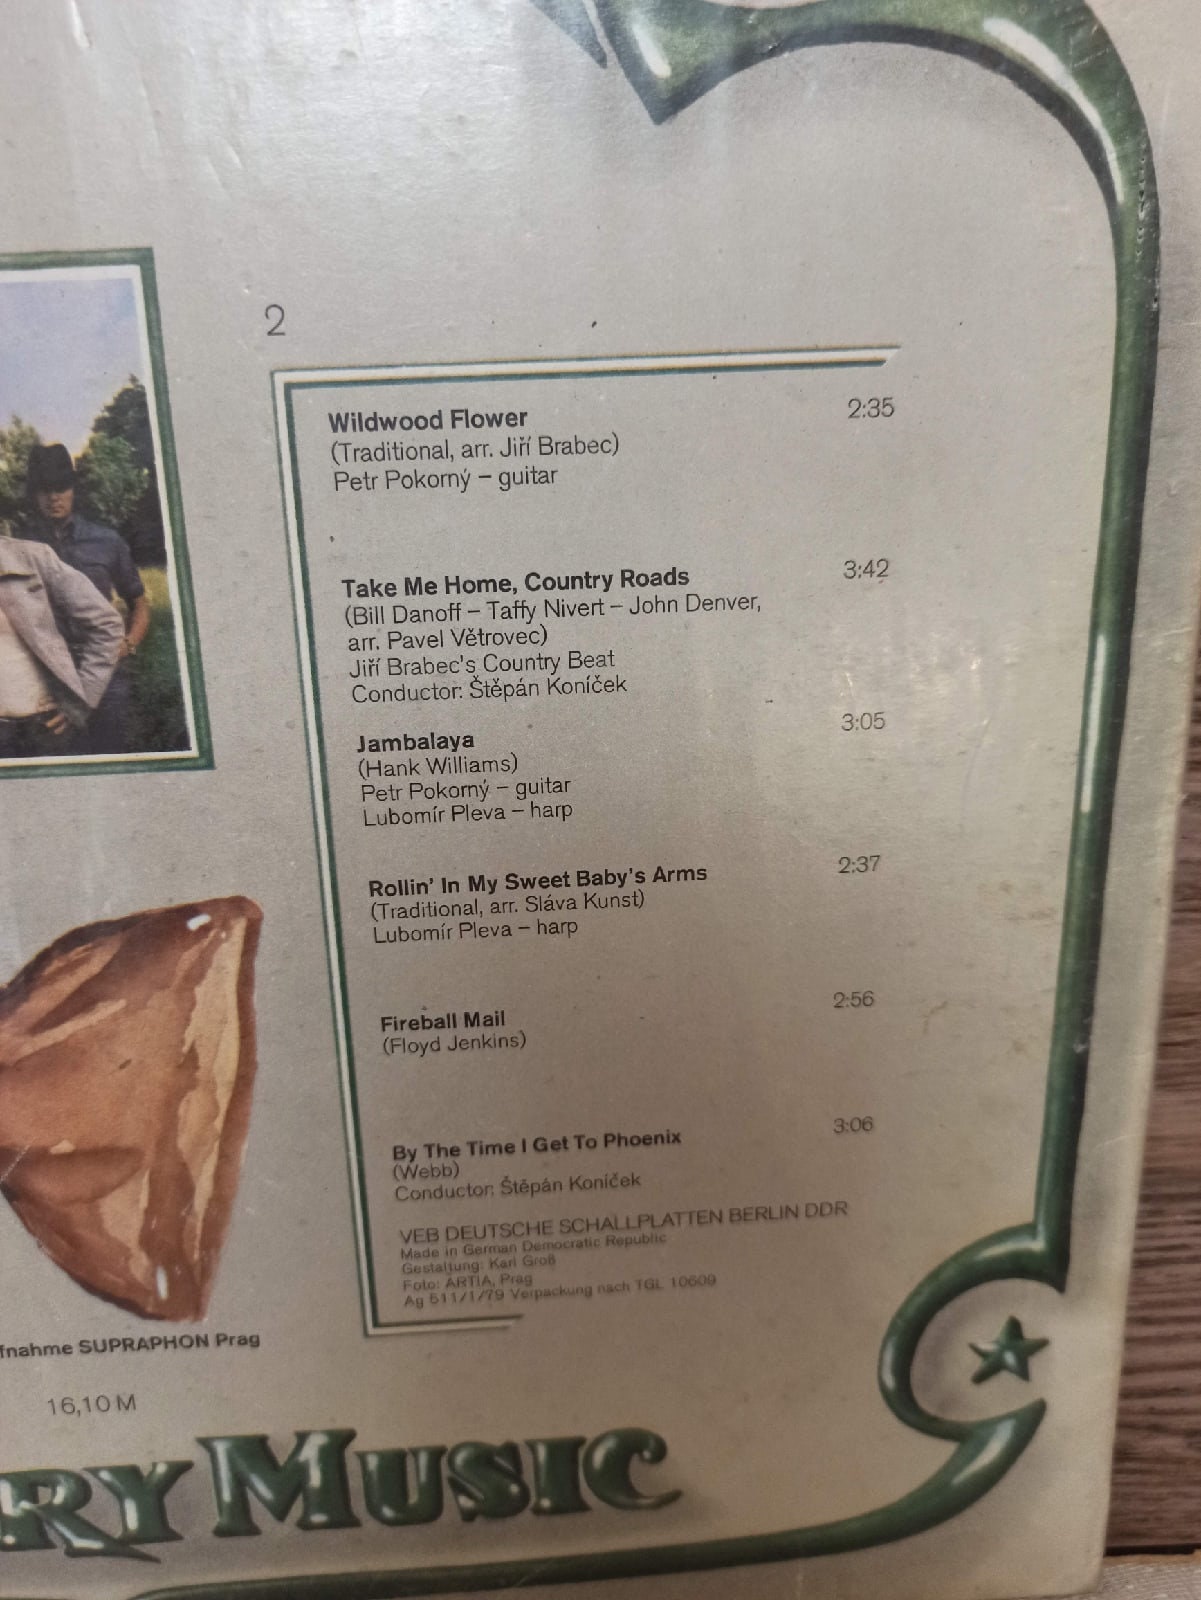 2
Wildwood Flower 2:35
(Traditional, arr. Jiří Brabec)
Petr Pokorný – guitar
Take Me Home, Country Roads 3:42
(Bill Danoff – Taffy Nivert – John Denver,
arr. Pavel Větrovec)
Jiří Brabec's Country Beat
Conductor: Štěpán Koníček
Jambalaya 3:05
(Hank Williams)
Petr Pokorný – guitar
Lubomír Pleva – harp
Rollin' In My Sweet Baby's Arms 2:37
(Traditional, arr. Sláva Kunst)
Lubomír Pleva – harp
Fireball Mail 2:56
(Floyd Jenkins)
By The Time I Get To Phoenix 3:06
(Webb)
Conductor: Štěpán Koníček
VEB DEUTSCHE SCHALLPLATTEN BERLIN DDR
Made in German Democratic Republic
Gestaltung: Karl Groß
Foto: ARTIA, Prag
Ag 511/1/79 Verpackung nach TGL 10609
fnahme SUPRAPHON Prag
16,10 M
RY MUSIC